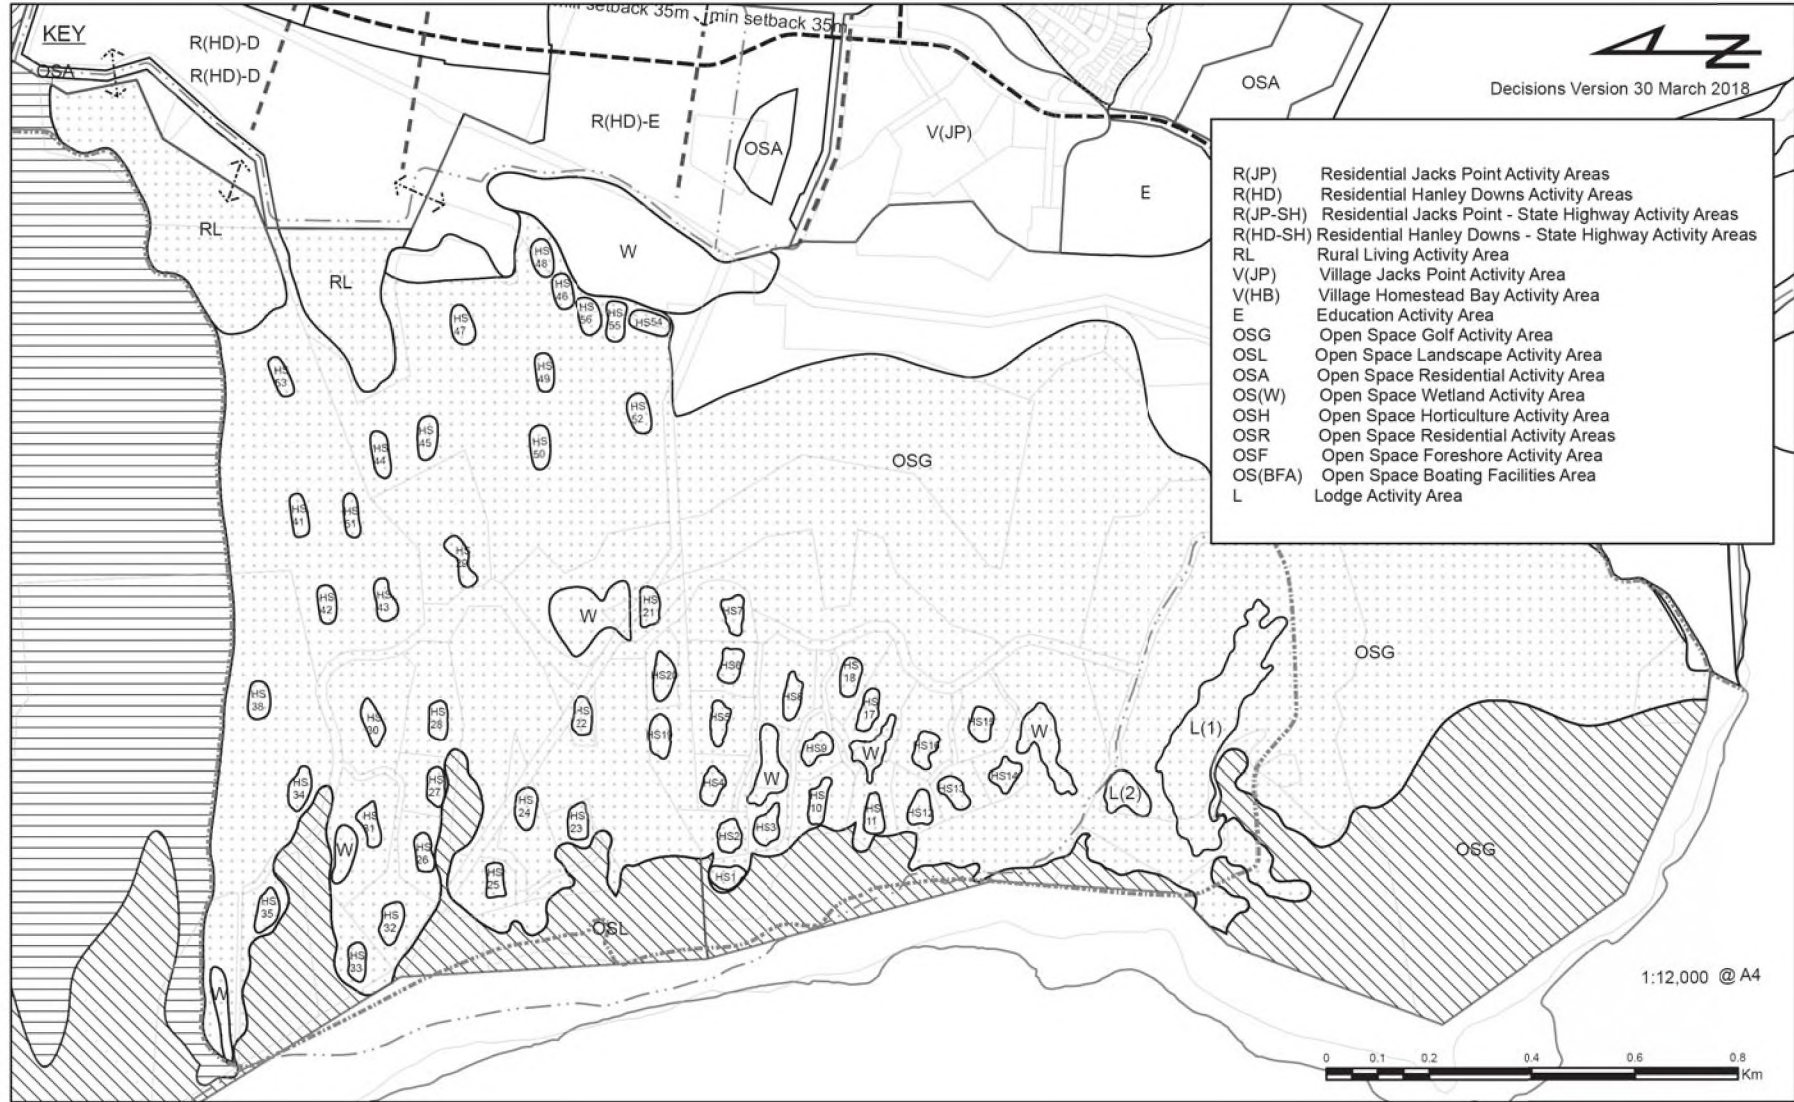 min setback 35m
min setback 35m
KEY
R(HD)-D
OSA
R(HD)-D
R(HD)-E
OSA
V(JP)
OSA
E
Z
Decisions Version 30 March 2018
R(JP) Residential Jacks Point Activity Areas
R(HD) Residential Hanley Downs Activity Areas
R(JP-SH) Residential Jacks Point - State Highway Activity Areas
R(HD-SH) Residential Hanley Downs - State Highway Activity Areas
RL Rural Living Activity Area
V(JP) Village Jacks Point Activity Area
V(HB) Village Homestead Bay Activity Area
E Education Activity Area
OSG Open Space Golf Activity Area
OSL Open Space Landscape Activity Area
OSA Open Space Residential Activity Area
OS(W) Open Space Wetland Activity Area
OSH Open Space Horticulture Activity Area
OSR Open Space Residential Activity Areas
OSF Open Space Foreshore Activity Area
OS(BFA) Open Space Boating Facilities Area
L Lodge Activity Area
RL
RL
W
HS
48
HS
46
HS
56
HS
55
HS54
HS
47
HS
53
HS
49
HS
52
HS
45
HS
44
HS
50
OSG
HS
41
HS
51
HS
29
HS
42
HS
43
W
HS
21
HS7
HS6
HS20
HS
18
OSG
HS
38
HS
30
HS
28
HS
22
HS19
HS5
HS8
HS
17
HS9
W
HS16
HS15
W
L(1)
HS
34
HS
27
HS4
W
HS14
HS13
L(2)
HS
31
HS
24
HS
23
HS
10
HS
11
HS12
HS2
HS3
W
HS
26
HS
25
HS1
OSG
HS
35
HS
32
OSL
HS
33
W
1:12,000 @ A4
0 0.1 0.2 0.4 0.6 0.8
Km